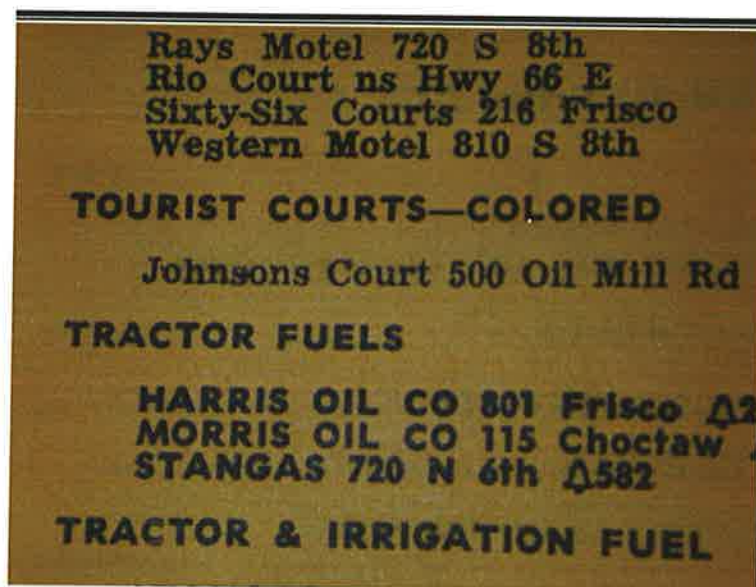 Rays Motel 720 S 8th
Rio Court ns Hwy 66 E
Sixty-Six Courts 216 Frisco
Western Motel 810 S 8th
TOURIST COURTS—COLORED
Johnsons Court 500 Oil Mill Rd
TRACTOR FUELS
HARRIS OIL CO 801 Frisco
MORRIS OIL CO 115 Choctaw
STANGAS 720 N 6th Δ582
TRACTOR & IRRIGATION FUEL